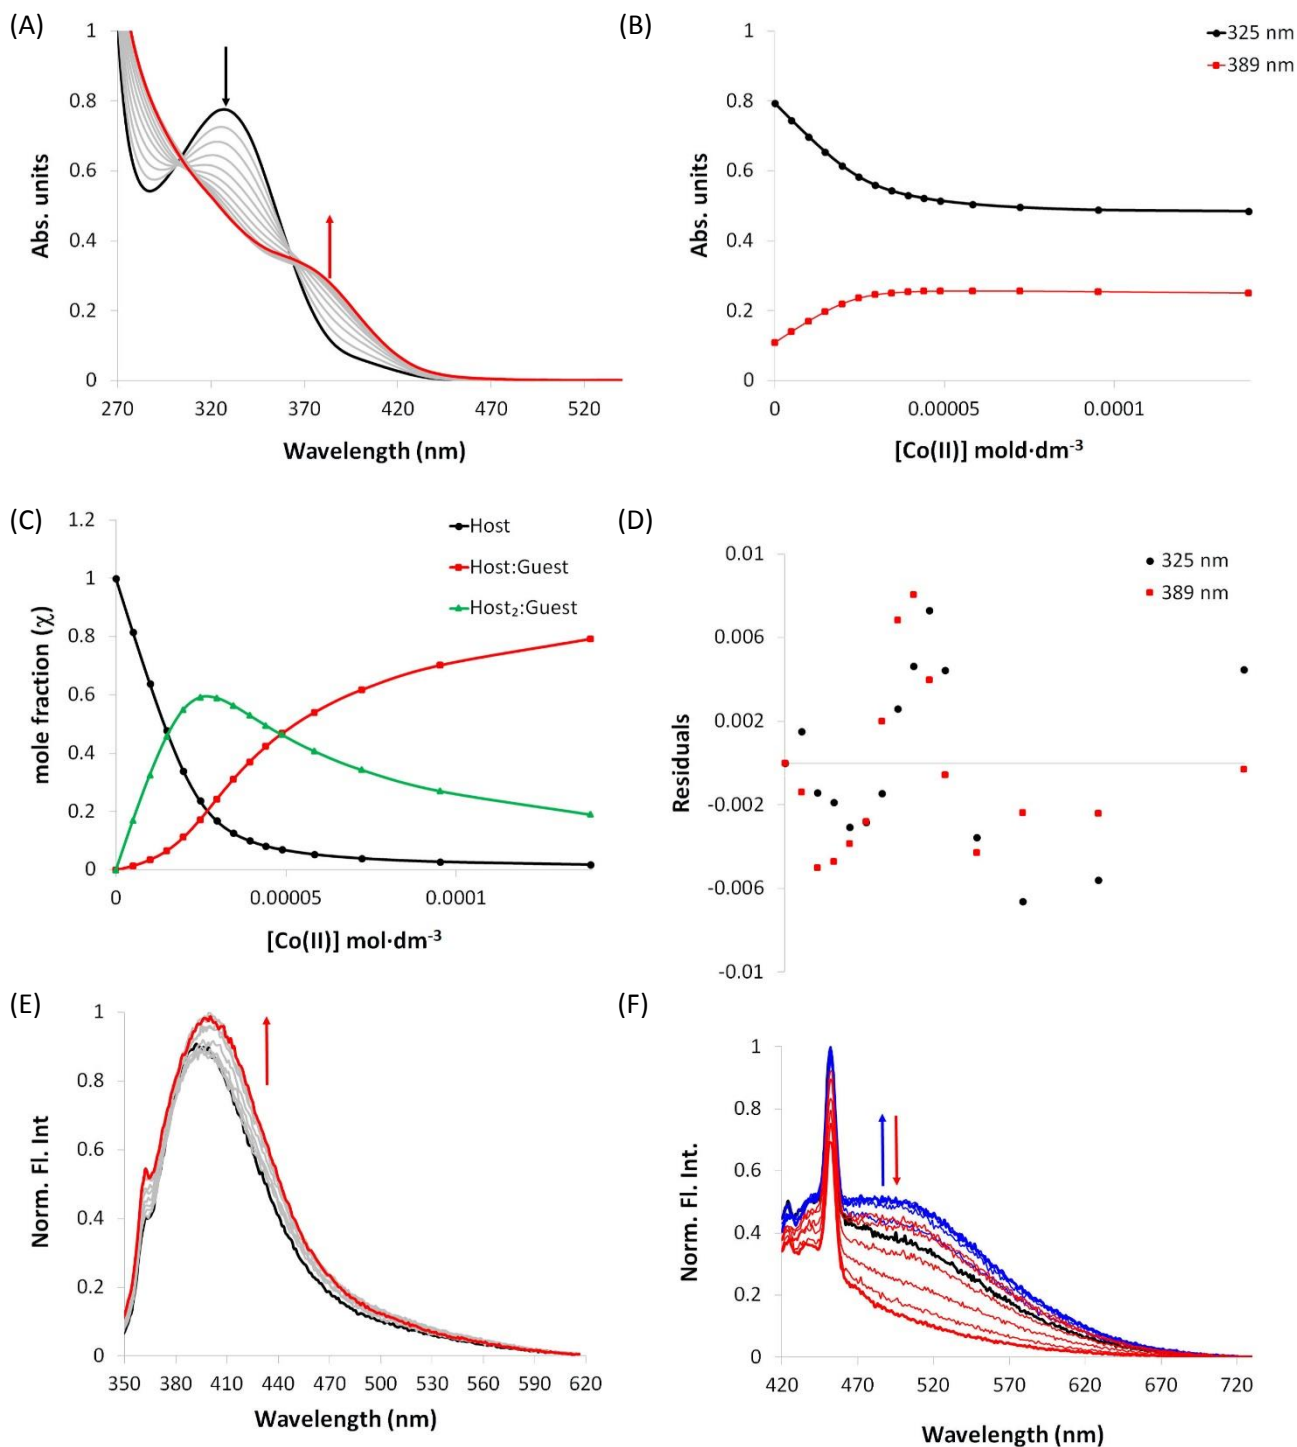 (A)
1
0.8
0.6
0.4
0.2
0
Abs. units
270 320 370 420 470 520
Wavelength (nm)
(B)
325 nm
389 nm
1
0.8
0.6
0.4
0.2
0
Abs. units
0 0.00005 0.0001
[Co(II)] mold·dm⁻³
(C)
Host
Host:Guest
Host₂:Guest
1.2
1
0.8
0.6
0.4
0.2
0
mole fraction (χ)
0 0.00005 0.0001
[Co(II)] mol·dm⁻³
(D)
325 nm
389 nm
0.01
0.006
0.002
-0.002
-0.006
-0.01
Residuals
(E)
1
0.8
0.6
0.4
0.2
0
Norm. Fl. Int
350 380 410 440 470 500 530 560 590 620
Wavelength (nm)
(F)
1
0.8
0.6
0.4
0.2
0
Norm. Fl. Int.
420 470 520 570 620 670 720
Wavelength (nm)